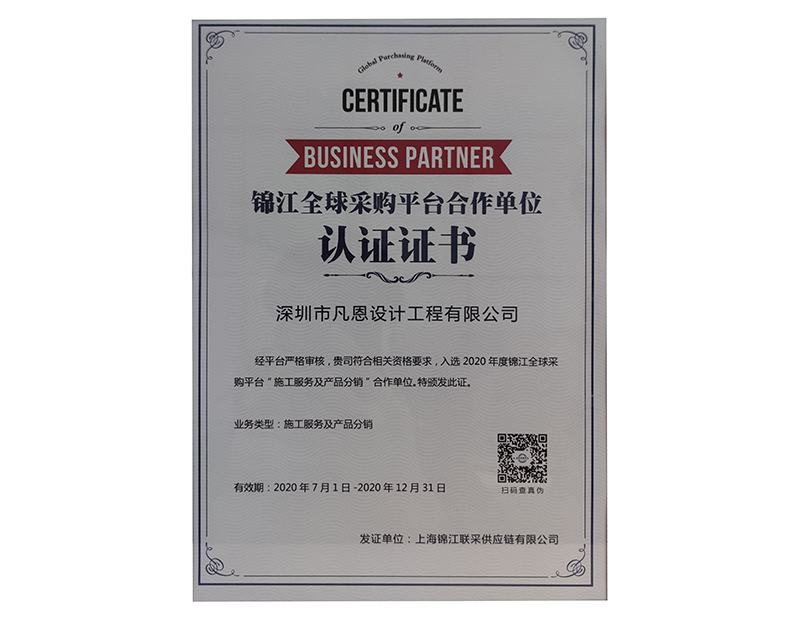 Global Purchasing Platform
CERTIFICATE
of
BUSINESS PARTNER
锦江全球采购平台合作单位
认证证书
深圳市凡恩设计工程有限公司
经平台严格审核，贵司符合相关资格要求，入选 2020 年度锦江全球采
购平台“施工服务及产品分销”合作单位。特颁发此证。
业务类型：施工服务及产品分销
扫码查真伪
有效期：2020 年 7 月 1 日 -2020 年 12 月 31 日
发证单位：上海锦江联采供应链有限公司